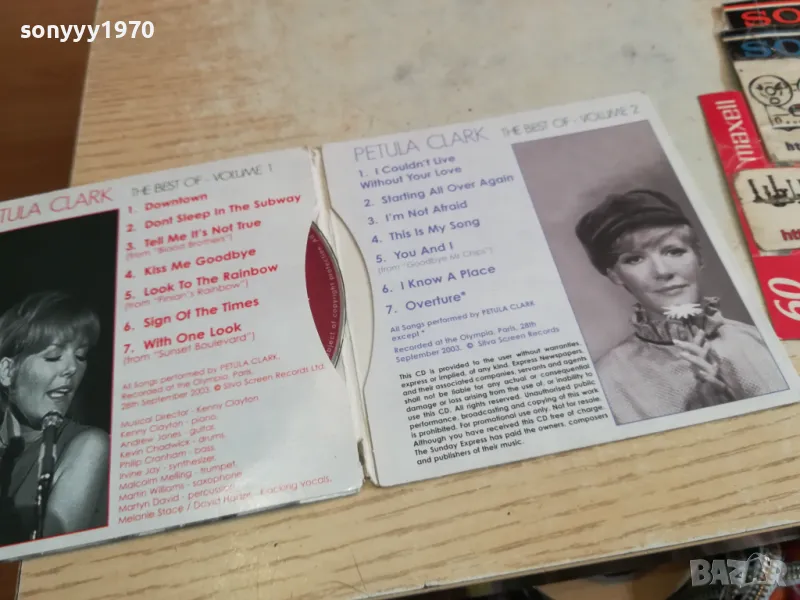 sonyyy1970
TULA CLARK THE BEST OF - VOLUME 1
1. Downtown
2. Dont Sleep In The Subway
3. Tell Me It's Not True
(from "Blood Brothers")
4. Kiss Me Goodbye
5. Look To The Rainbow
(from "Finian's Rainbow")
6. Sign Of The Times
7. With One Look
(from "Sunset Boulevard")
All Songs performed by PETULA CLARK.
Recorded at the Olympia, Paris,
28th September 2003. © Silva Screen Records Ltd.
Musical Director - Kenny Clayton
Kenny Clayton - piano.
Andrew Jones - guitar.
Kevin Chadwick - drums.
Philip Cranham - bass.
Irvine Jay - synthesizer.
Malcolm Melling - trumpet.
Martin Williams - saxophone
Martyn David - percussion
Melanie Stace / David - backing vocals.
PETULA CLARK THE BEST OF - VOLUME 2
1. I Couldn't Live
Without Your Love
2. Starting All Over Again
3. I'm Not Afraid
4. This Is My Song
5. You And I
(from "Goodbye Mr Chips")
6. I Know A Place
7. Overture*
All Songs performed by PETULA CLARK
except *
Recorded at the Olympia, Paris, 28th
September 2003. © Silva Screen Records
This CD is provided to the user without warranties,
express or implied, of any kind. Express Newspapers,
and their associated companies, servants and agents
shall not be liable for any actual or consequential
damage or loss arising from the use of, or inability to
use this CD. All rights reserved. Unauthorised public
performance, broadcasting and copying of this work
is prohibited. For promotional use only. Not for resale.
Although you have received this CD free of charge,
The Sunday Express has paid the owners, composers
and publishers of their music.
SO
SO
maxell
60
BAZAR